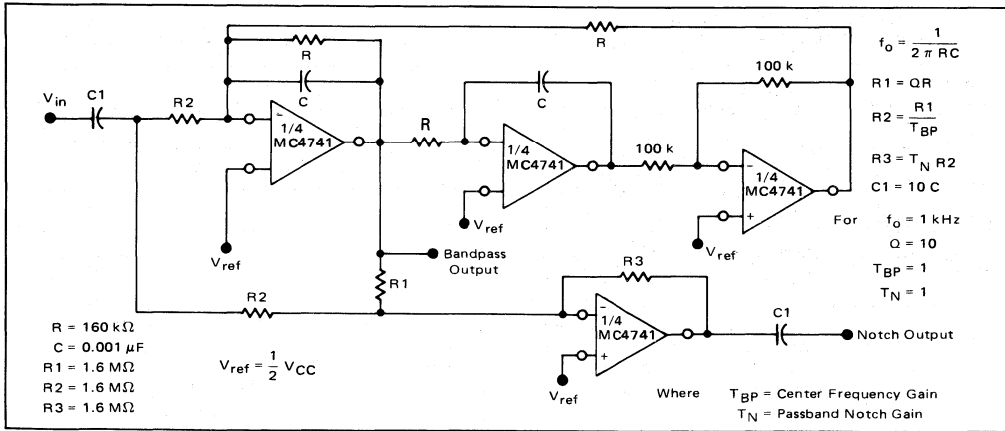 R
R
f₀ = 1 / 2 π RC
C
100 k
R1 = QR
V_in
C1
R2
R2 = R1 / T_BP
−
1/4
MC4741
R
C
−
1/4
MC4741
100 k
−
1/4
MC4741
+
R3 = T_N R2
C1 = 10 C
V_ref
V_ref
V_ref
For f₀ = 1 kHz
Q = 10
T_BP = 1
T_N = 1
Bandpass
Output
R1
R2
R3
−
1/4
MC4741
+
C1
Notch Output
V_ref
R = 160 kΩ
C = 0.001 μF
R1 = 1.6 MΩ
R2 = 1.6 MΩ
R3 = 1.6 MΩ
V_ref = 1/2 V_CC
Where T_BP = Center Frequency Gain
T_N = Passband Notch Gain